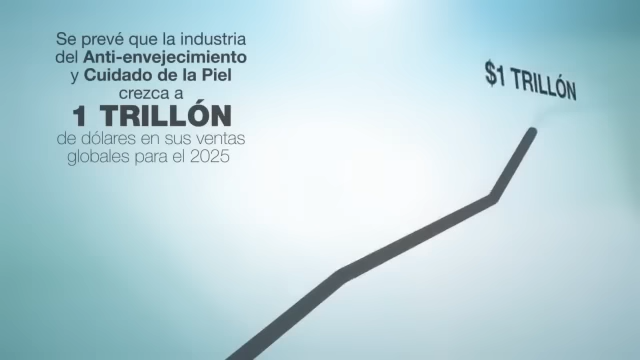 Se prevé que la industria
del Anti-envejecimiento
y Cuidado de la Piel
crezca a
1 TRILLÓN
de dólares en sus ventas
globales para el 2025
$1 TRILLÓN